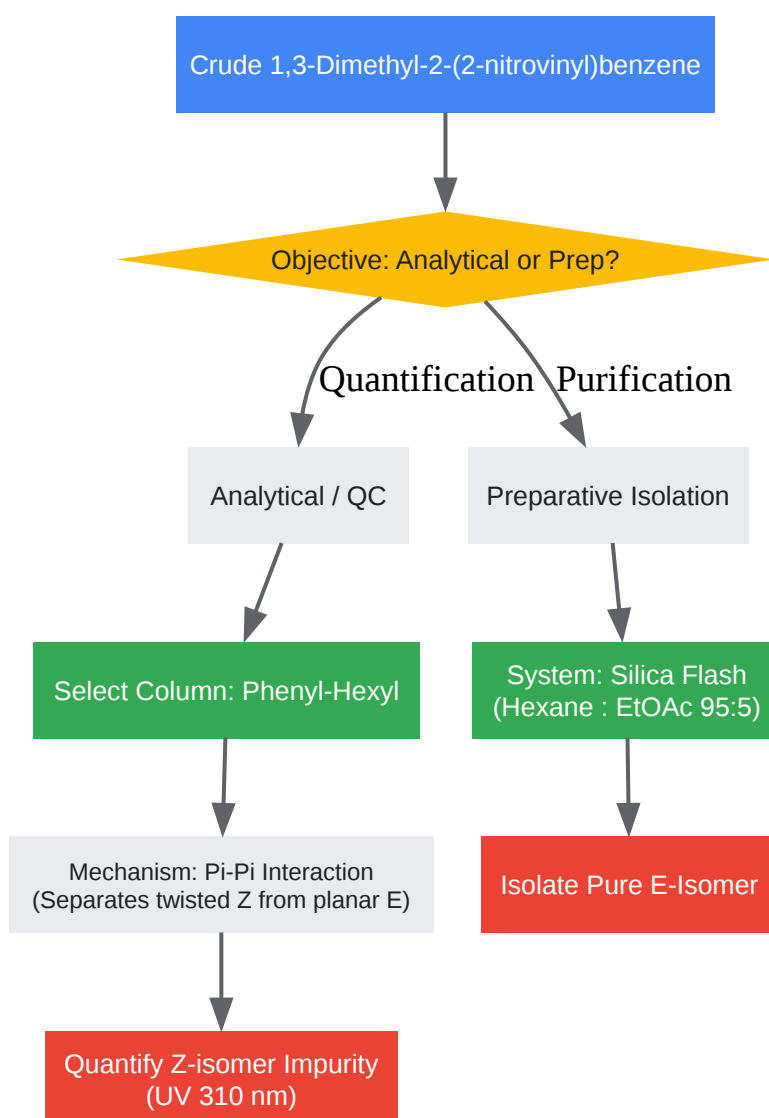 Crude 1,3-Dimethyl-2-(2-nitrovinyl)benzene
Objective: Analytical or Prep?
Quantification
Purification
Analytical / QC
Preparative Isolation
Select Column: Phenyl-Hexyl
System: Silica Flash
(Hexane : EtOAc 95:5)
Mechanism: Pi-Pi Interaction
(Separates twisted Z from planar E)
Isolate Pure E-Isomer
Quantify Z-isomer Impurity
(UV 310 nm)